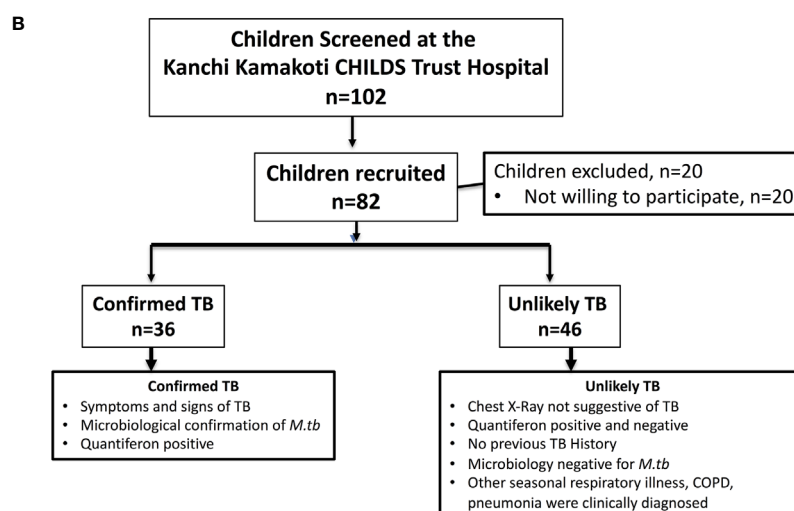 B
Children Screened at the
Kanchi Kamakoti CHILDS Trust Hospital
n=102
Children recruited
n=82
Children excluded, n=20
• Not willing to participate, n=20
Confirmed TB
n=36
Unlikely TB
n=46
Confirmed TB
• Symptoms and signs of TB
• Microbiological confirmation of M.tb
• Quantiferon positive
Unlikely TB
• Chest X-Ray not suggestive of TB
• Quantiferon positive and negative
• No previous TB History
• Microbiology negative for M.tb
• Other seasonal respiratory illness, COPD,
pneumonia were clinically diagnosed